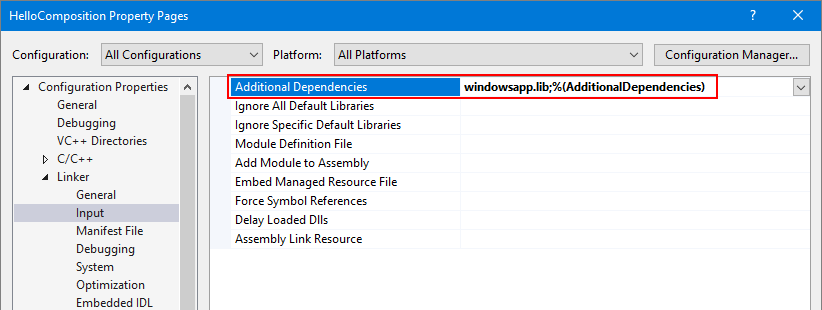 HelloComposition Property Pages
? ×
Configuration: All Configurations Platform: All Platforms Configuration Manager...
Configuration Properties
General
Debugging
VC++ Directories
C/C++
Linker
General
Input
Manifest File
Debugging
System
Optimization
Embedded IDL
Additional Dependencies windowsapp.lib;%(AdditionalDependencies)
Ignore All Default Libraries
Ignore Specific Default Libraries
Module Definition File
Add Module to Assembly
Embed Managed Resource File
Force Symbol References
Delay Loaded Dlls
Assembly Link Resource